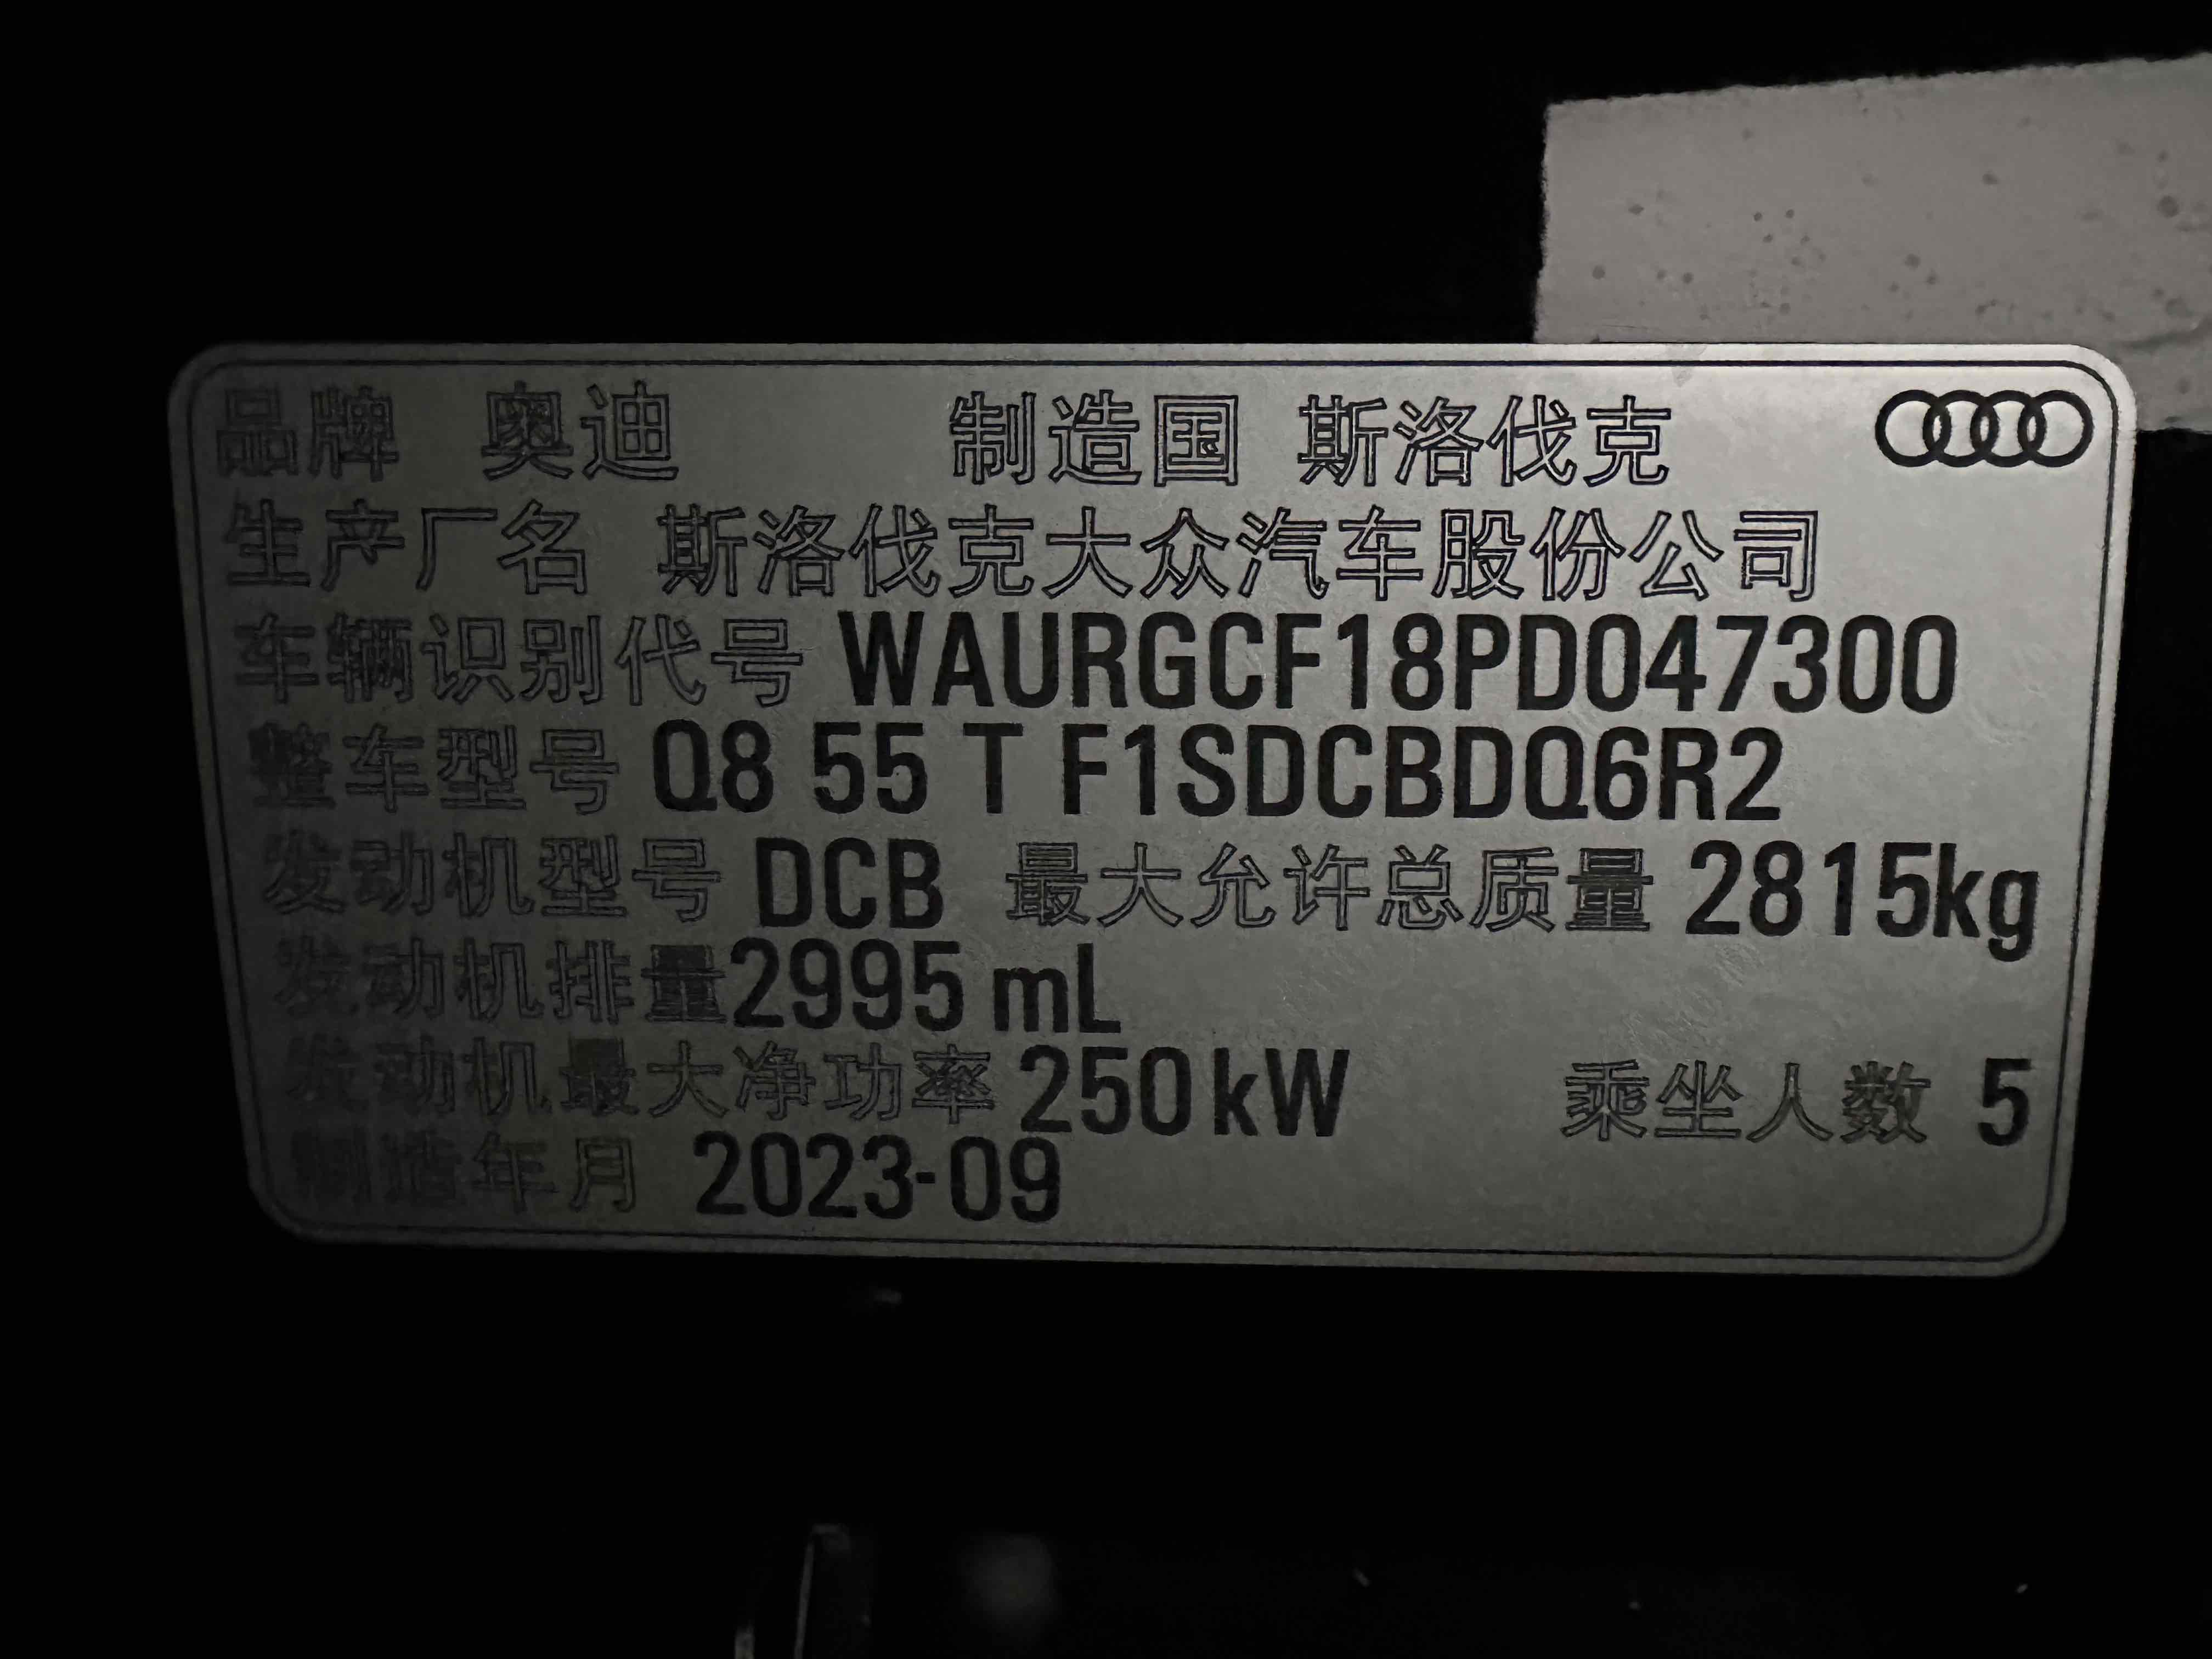 品牌 奥迪 制造国 斯洛伐克
生产厂名 斯洛伐克大众汽车股份公司
车辆识别代号 WAURGCF18PD047300
整车型号 Q8 55 T F1SDCBDQ6R2
发动机型号 DCB 最大允许总质量 2815kg
发动机排量 2995 mL
发动机最大净功率 250 kW 乘坐人数 5
制造年月 2023-09